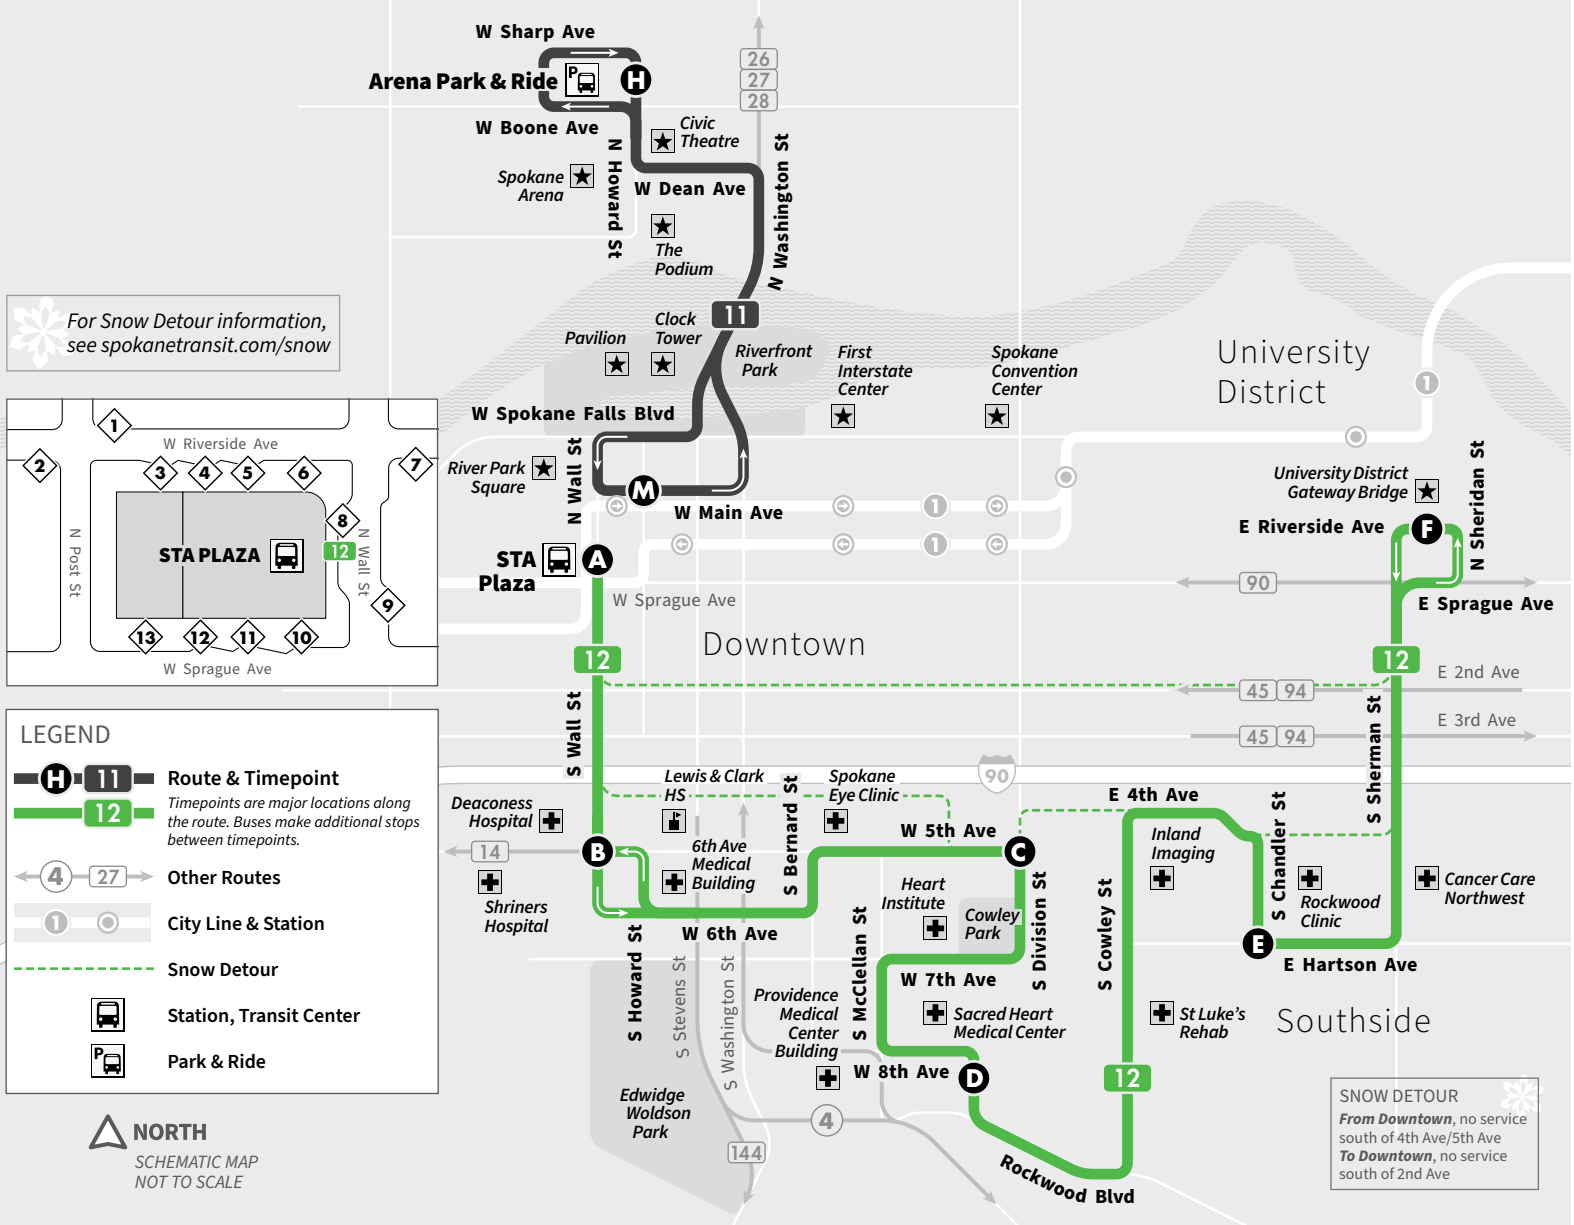 W Sharp Ave
Arena Park & Ride
P
H
W Boone Ave
26
27
28
Civic
Theatre
N Howard St
Spokane
Arena
W Dean Ave
N Washington St
The
Podium
11
For Snow Detour information,
see spokanetransit.com/snow
Pavilion
Clock
Tower
Riverfront
Park
First
Interstate
Center
Spokane
Convention
Center
University
District
1
W Spokane Falls Blvd
River Park
Square
N Wall St
M
W Main Ave
1
1
University District
Gateway Bridge
N Sheridan St
E Riverside Ave
F
STA
Plaza
A
W Sprague Ave
90
E Sprague Ave
Downtown
12
12
E 2nd Ave
45 94
E 3rd Ave
45 94
S Wall St
S Sherman St
90
1
W Riverside Ave
2
3
4
5
6
7
8
12
N Post St
STA PLAZA
N Wall St
9
13
12
11
10
W Sprague Ave
LEGEND
H 11 Route & Timepoint
12
Timepoints are major locations along
the route. Buses make additional stops
between timepoints.
4 27 Other Routes
1 City Line & Station
Snow Detour
Station, Transit Center
P Park & Ride
NORTH
SCHEMATIC MAP
NOT TO SCALE
Lewis & Clark
HS
S Bernard St
Spokane
Eye Clinic
Deaconess
Hospital
E 4th Ave
W 5th Ave
14
B
C
6th Ave
Medical
Building
Inland
Imaging
S Chandler St
Shriners
Hospital
Heart
Institute
Cowley
Park
S Division St
S Cowley St
Rockwood
Clinic
Cancer Care
Northwest
W 6th Ave
S Howard St
S Stevens St
S Washington St
S McClellan St
E
E Hartson Ave
W 7th Ave
Providence
Medical
Center
Building
Sacred Heart
Medical Center
St Luke's
Rehab
Southside
W 8th Ave
D
12
Edwidge
Woldson
Park
4
144
Rockwood Blvd
SNOW DETOUR
From Downtown, no service
south of 4th Ave/5th Ave
To Downtown, no service
south of 2nd Ave